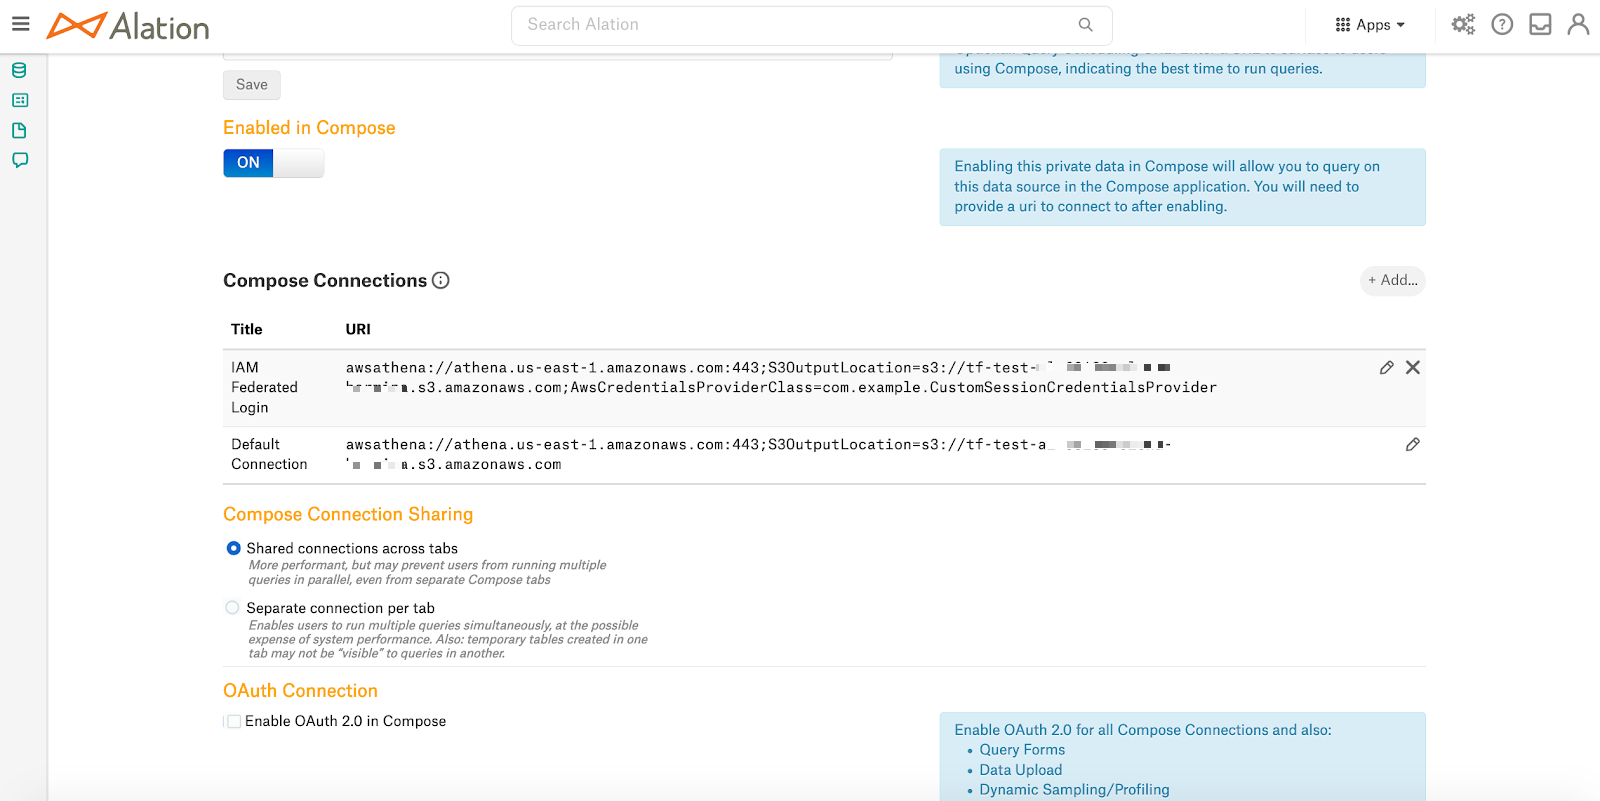 Alation
Search Alation
Apps
using Compose, indicating the best time to run queries.
Save
Enabled in Compose
ON
Enabling this private data in Compose will allow you to query on
this data source in the Compose application. You will need to
provide a uri to connect to after enabling.
Compose Connections
+ Add...
Title URI
IAM
Federated
Login
awsathena://athena.us-east-1.amazonaws.com:443;S3OutputLocation=s3://tf-test-
.s3.amazonaws.com;AwsCredentialsProviderClass=com.example.CustomSessionCredentialsProvider
Default
Connection
awsathena://athena.us-east-1.amazonaws.com:443;S3OutputLocation=s3://tf-test-a
a.s3.amazonaws.com
Compose Connection Sharing
Shared connections across tabs
More performant, but may prevent users from running multiple
queries in parallel, even from separate Compose tabs
Separate connection per tab
Enables users to run multiple queries simultaneously, at the possible
expense of system performance. Also: temporary tables created in one
tab may not be “visible” to queries in another.
OAuth Connection
Enable OAuth 2.0 in Compose
Enable OAuth 2.0 for all Compose Connections and also:
• Query Forms
• Data Upload
• Dynamic Sampling/Profiling